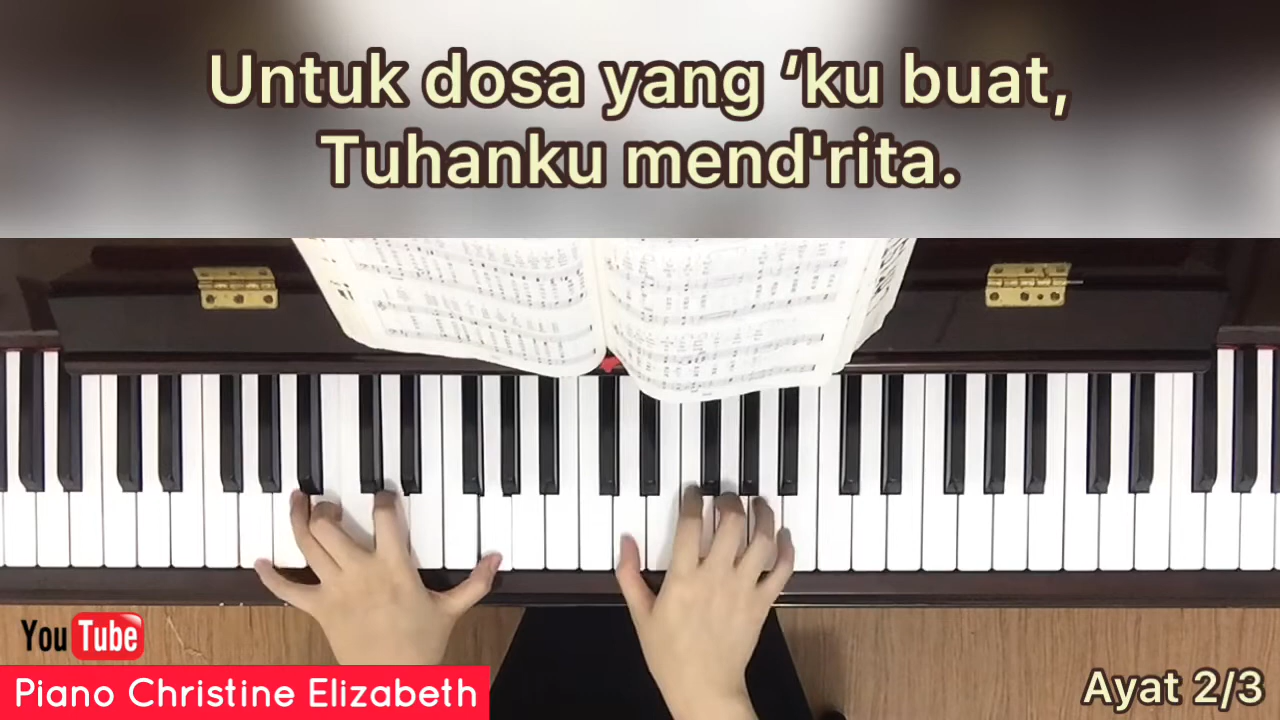 Untuk dosa yang ‘ku buat,
Tuhanku mend'rita.
YouTube
Piano Christine Elizabeth
Ayat 2/3